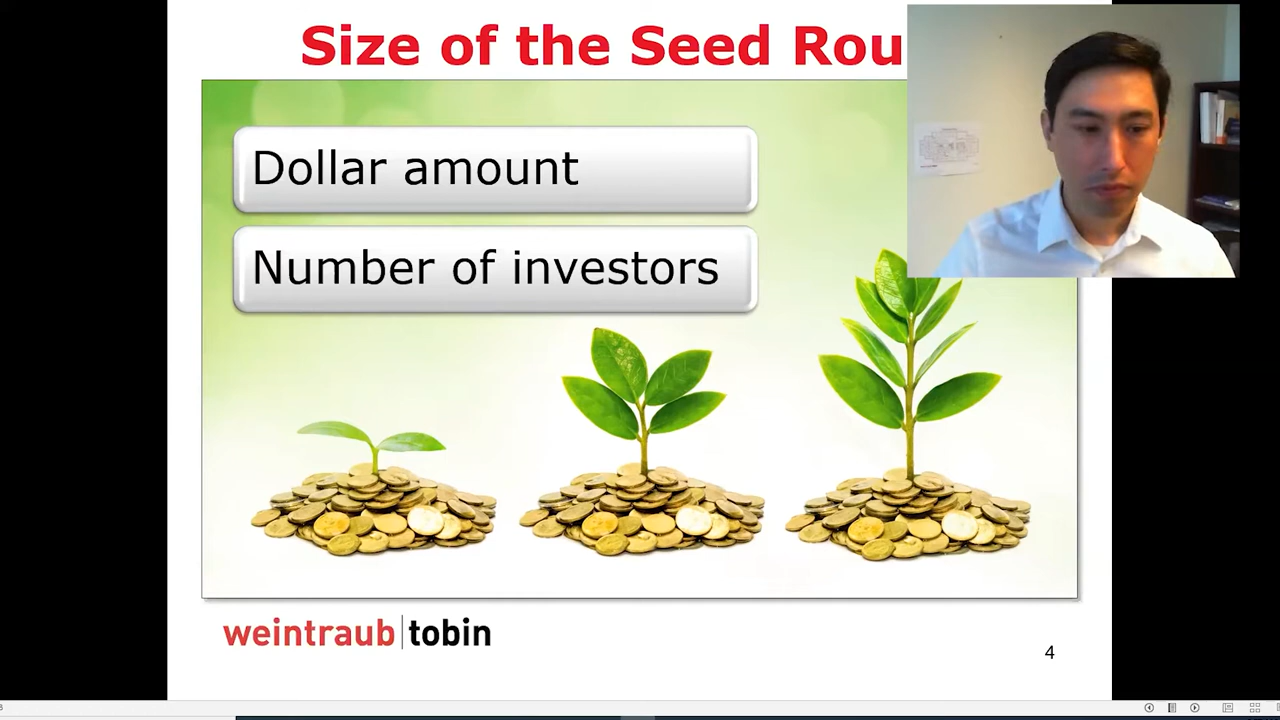 Size of the Seed Rou
Dollar amount
Number of investors
weintraub tobin
4